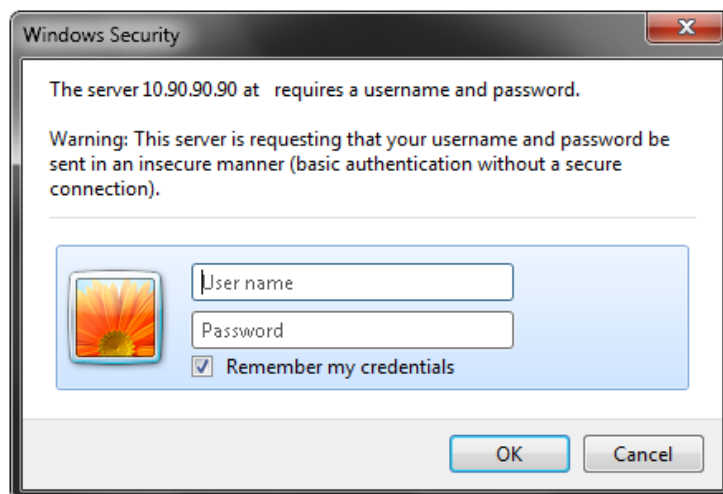 Windows Security
The server 10.90.90.90 at   requires a username and password.
Warning: This server is requesting that your username and password be
sent in an insecure manner (basic authentication without a secure
connection).
User name
Password
Remember my credentials
OK
Cancel